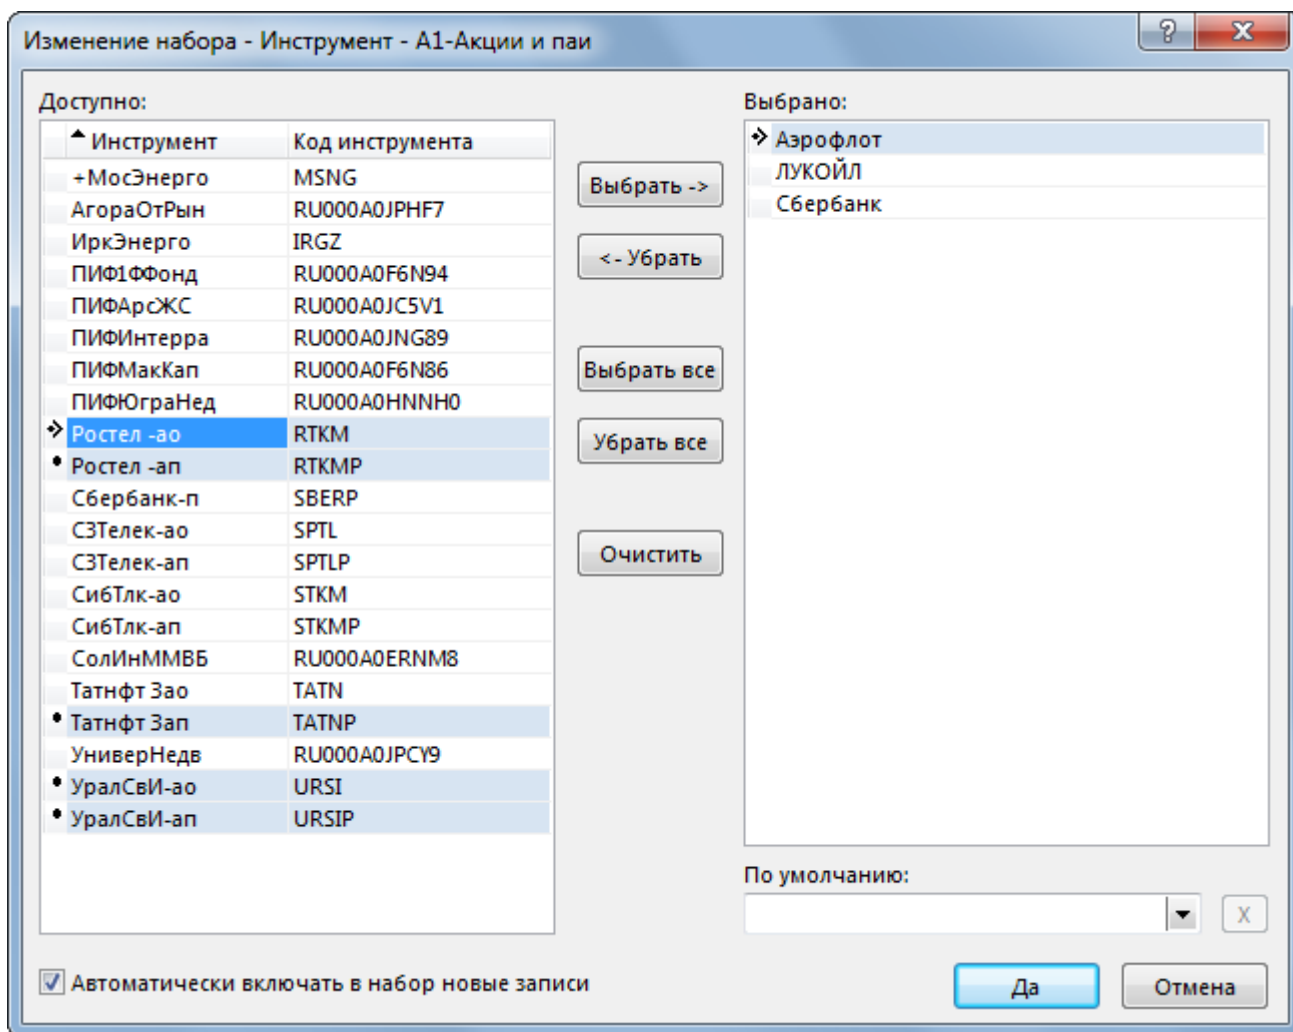 Изменение набора - Инструмент - А1-Акции и паи
?
Доступно:
Инструмент Код инструмента
+МосЭнерго MSNG
АгораОтРын RU000A0JPHF7
ИркЭнерго IRGZ
ПИФ1ФФонд RU000A0F6N94
ПИФАрсЖС RU000A0JC5V1
ПИФИнтерра RU000A0JNG89
ПИФМакКап RU000A0F6N86
ПИФЮграНед RU000A0HNNH0
Ростел -ао RTKM
Ростел -ап RTKMP
Сбербанк-п SBERP
СЗТелек-ао SPTL
СЗТелек-ап SPTLP
СибТлк-ао STKM
СибТлк-ап STKMP
СолИнММВБ RU000A0ERNM8
Татнфт 3ао TATN
Татнфт 3ап TATNP
УниверНедв RU000A0JPCY9
УралСвИ-ао URSI
УралСвИ-ап URSIP
Выбрать ->
<- Убрать
Выбрать все
Убрать все
Очистить
Выбрано:
Аэрофлот
ЛУКОЙЛ
Сбербанк
По умолчанию:
X
Автоматически включать в набор новые записи
Да
Отмена